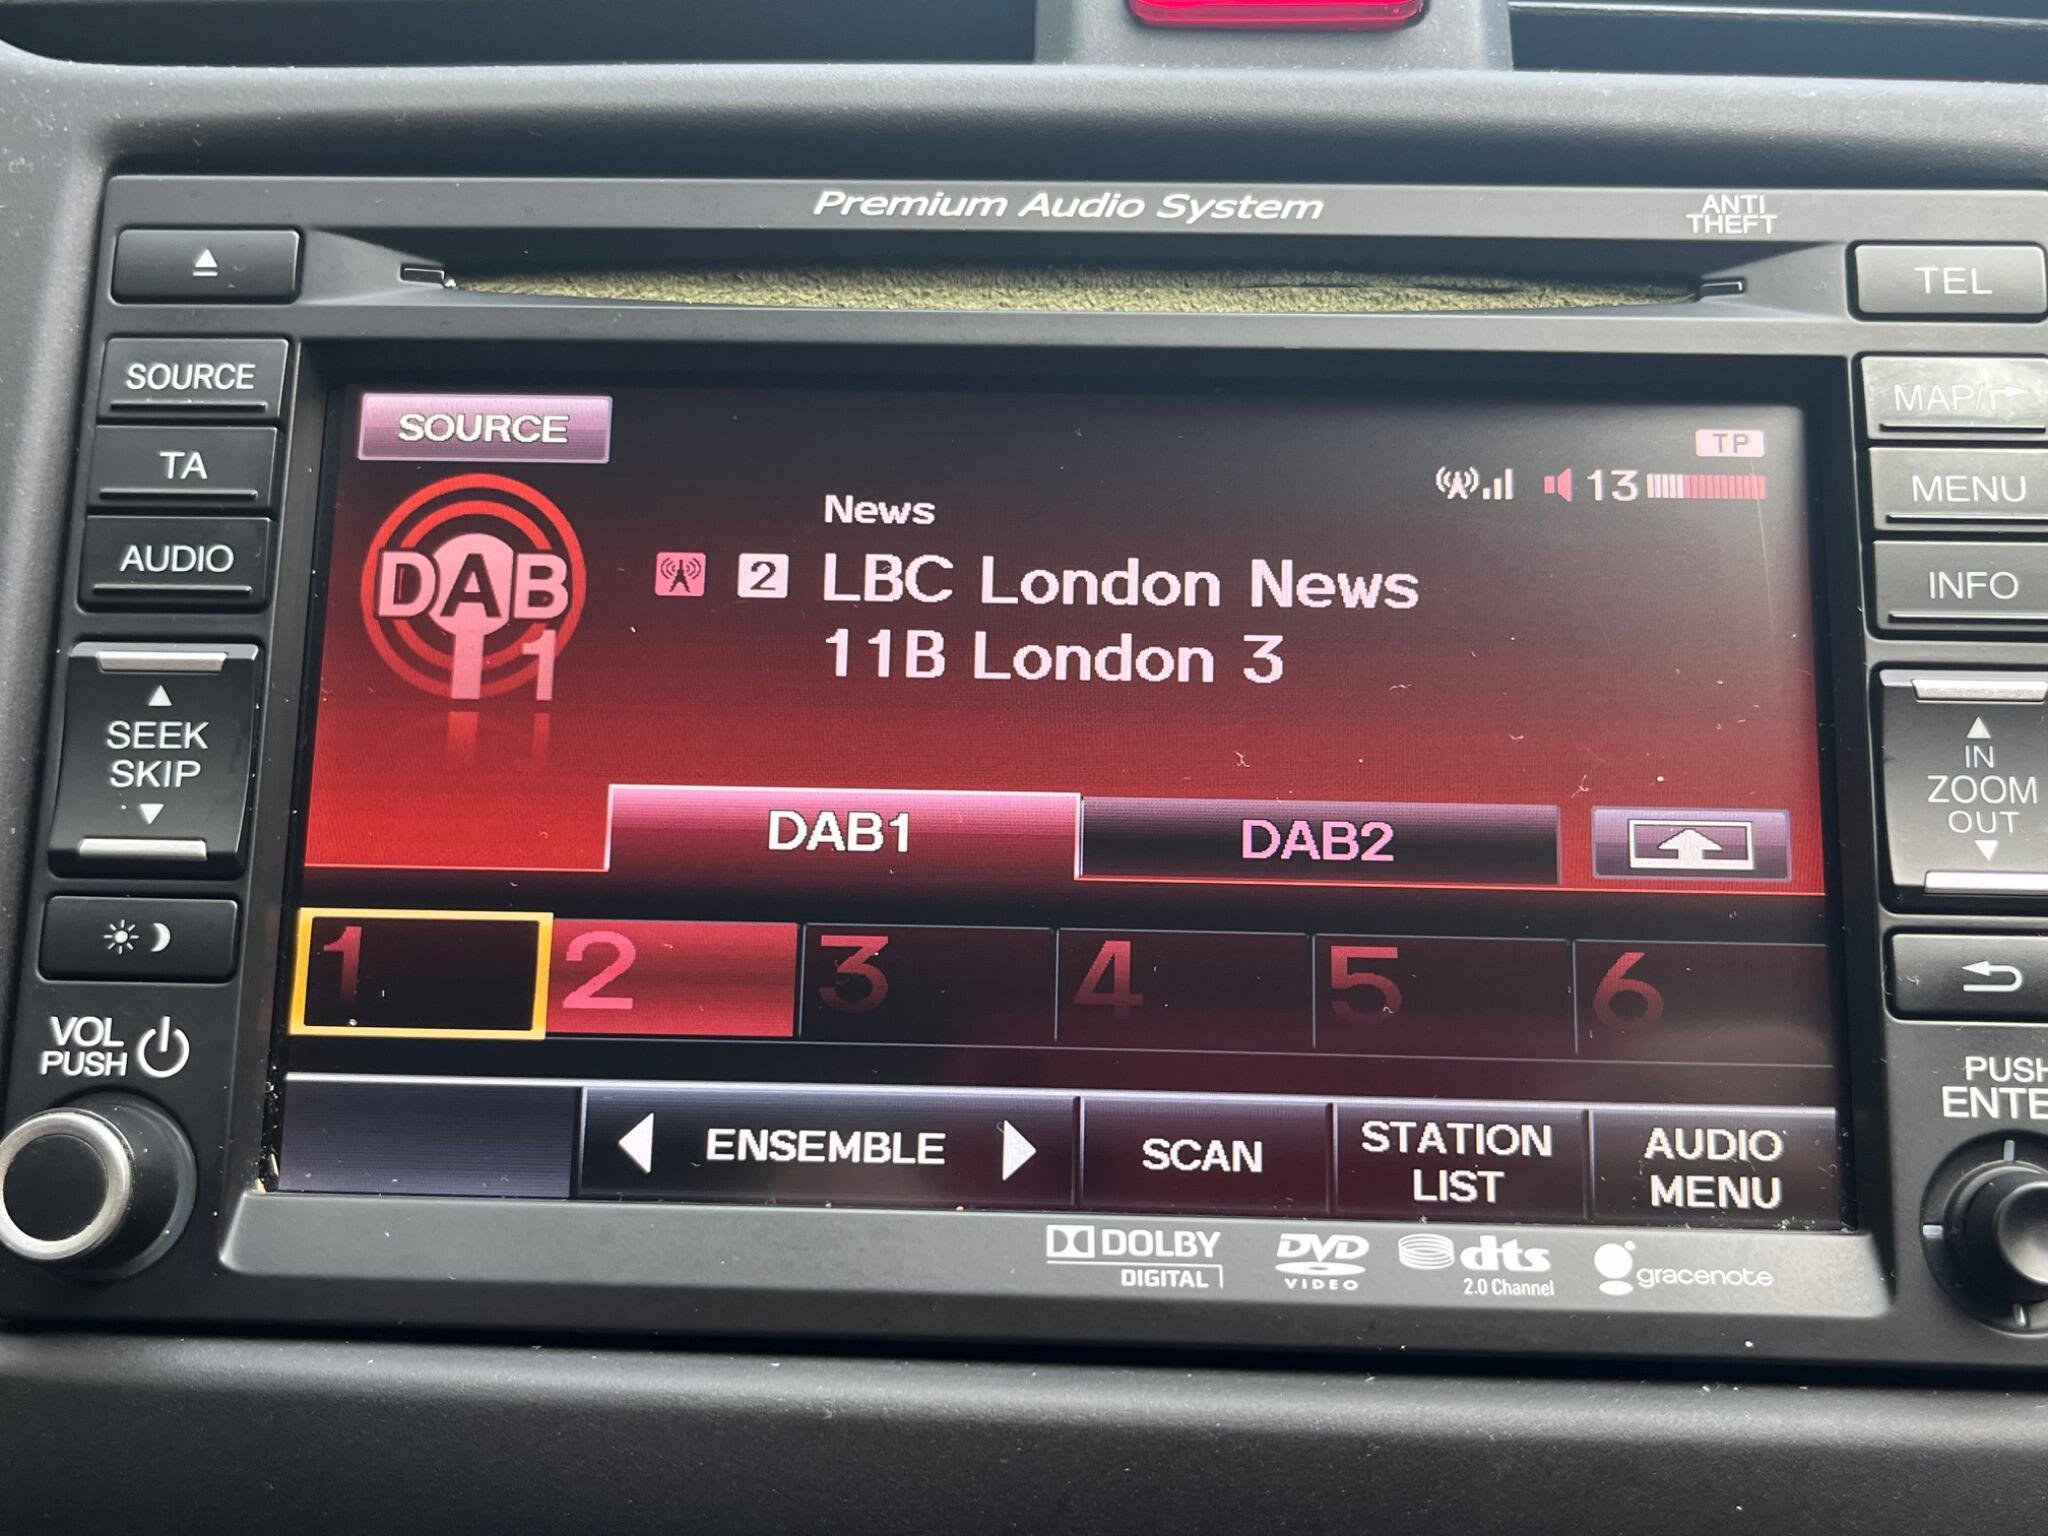 Premium Audio System
ANTI
THEFT
TEL
SOURCE
SOURCE
MAP/
TP
TA
13
MENU
News
AUDIO
DAB
1
2 LBC London News
INFO
11B London 3
SEEK
SKIP
IN
ZOOM
OUT
DAB1
DAB2
1
2
3
4
5
6
VOL
PUSH
PUSH
ENTE
ENSEMBLE
SCAN
STATION
LIST
AUDIO
MENU
DOLBY
DIGITAL
DVD
VIDEO
dts
2.0 Channel
gracenote